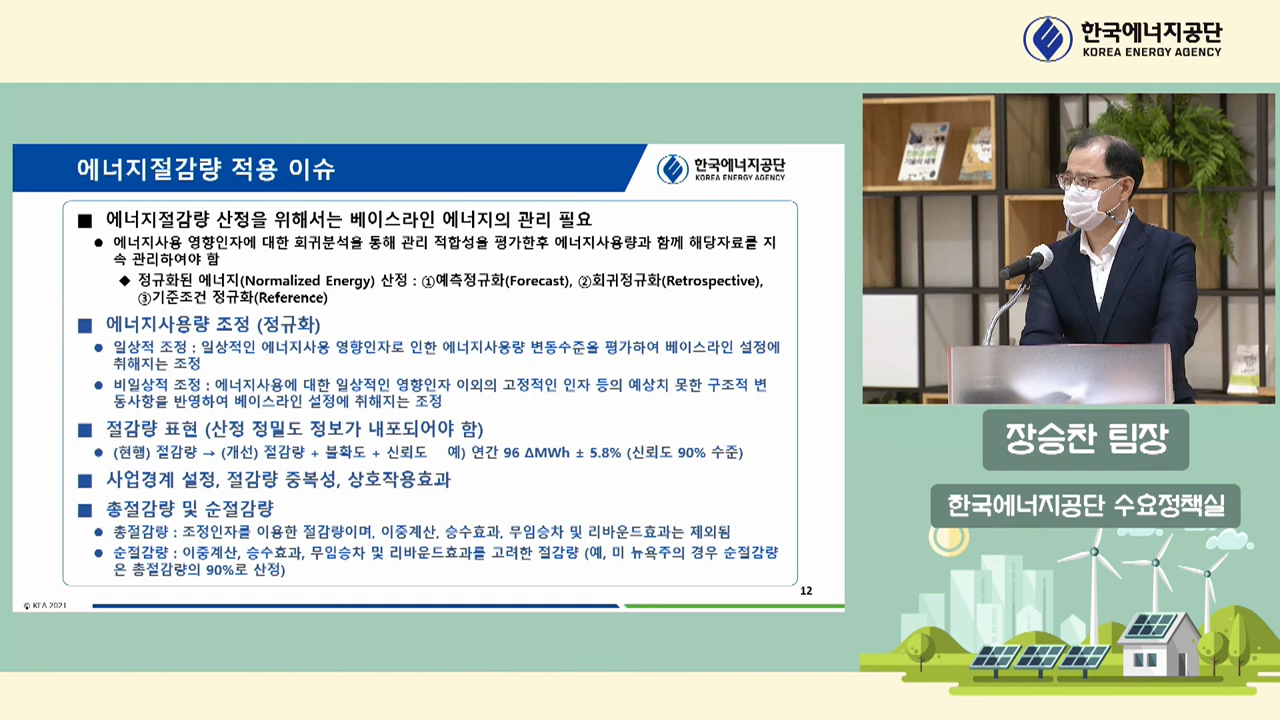 한국에너지공단
KOREA ENERGY AGENCY
에너지절감량 적용 이슈
한국에너지공단
KOREA ENERGY AGENCY
■ 에너지절감량 산정을 위해서는 베이스라인 에너지의 관리 필요
● 에너지사용 영향인자에 대한 회귀분석을 통해 관리 적합성을 평가한후 에너지사용량과 함께 해당자료를 지
속 관리하여야 함
◆ 정규화된 에너지(Normalized Energy) 산정 : ①예측정규화(Forecast), ②회귀정규화(Retrospective),
③기준조건 정규화(Reference)
■ 에너지사용량 조정 (정규화)
● 일상적 조정 : 일상적인 에너지사용 영향인자로 인한 에너지사용량 변동수준을 평가하여 베이스라인 설정에
취해지는 조정
● 비일상적 조정 : 에너지사용에 대한 일상적인 영향인자 이외의 고정적인 인자 등의 예상치 못한 구조적 변
동사항을 반영하여 베이스라인 설정에 취해지는 조정
■ 절감량 표현 (산정 정밀도 정보가 내포되어야 함)
● (현행) 절감량 → (개선) 절감량 + 불확도 + 신뢰도 예) 연간 96 ΔMWh ± 5.8% (신뢰도 90% 수준)
■ 사업경계 설정, 절감량 중복성, 상호작용효과
■ 총절감량 및 순절감량
● 총절감량 : 조정인자를 이용한 절감량이며, 이중계산, 승수효과, 무임승차 및 리바운드효과는 제외됨
● 순절감량 : 이중계산, 승수효과, 무임승차 및 리바운드효과를 고려한 절감량 (예, 미 뉴욕주의 경우 순절감량
은 총절감량의 90%로 산정)
12
© KEA 2021
장승찬 팀장
한국에너지공단 수요정책실